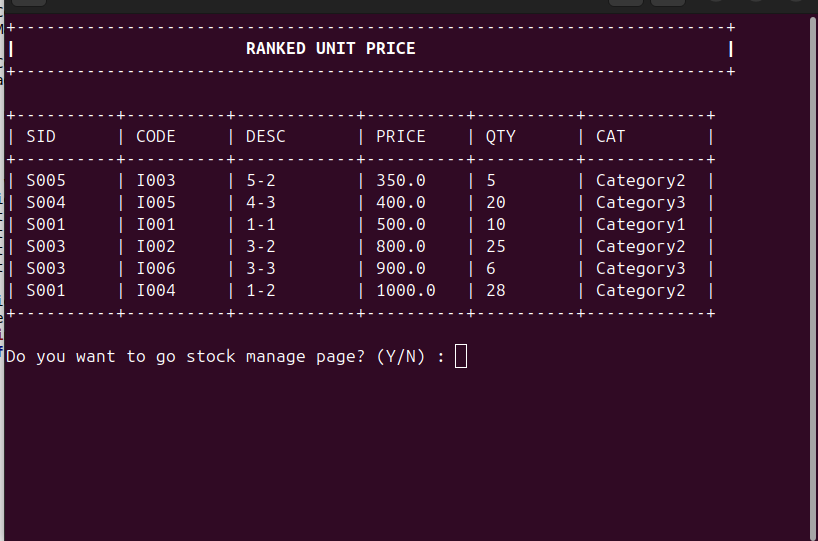 +-----------------------------------------------------------------------+
| RANKED UNIT PRICE |
+-----------------------------------------------------------------------+
+----------+----------+------------+----------+----------+------------+
| SID | CODE | DESC | PRICE | QTY | CAT |
+----------+----------+------------+----------+----------+------------+
| S005 | I003 | 5-2 | 350.0 | 5 | Category2 |
| S004 | I005 | 4-3 | 400.0 | 20 | Category3 |
| S001 | I001 | 1-1 | 500.0 | 10 | Category1 |
| S003 | I002 | 3-2 | 800.0 | 25 | Category2 |
| S003 | I006 | 3-3 | 900.0 | 6 | Category3 |
| S001 | I004 | 1-2 | 1000.0 | 28 | Category2 |
+----------+----------+------------+----------+----------+------------+
Do you want to go stock manage page? (Y/N) :